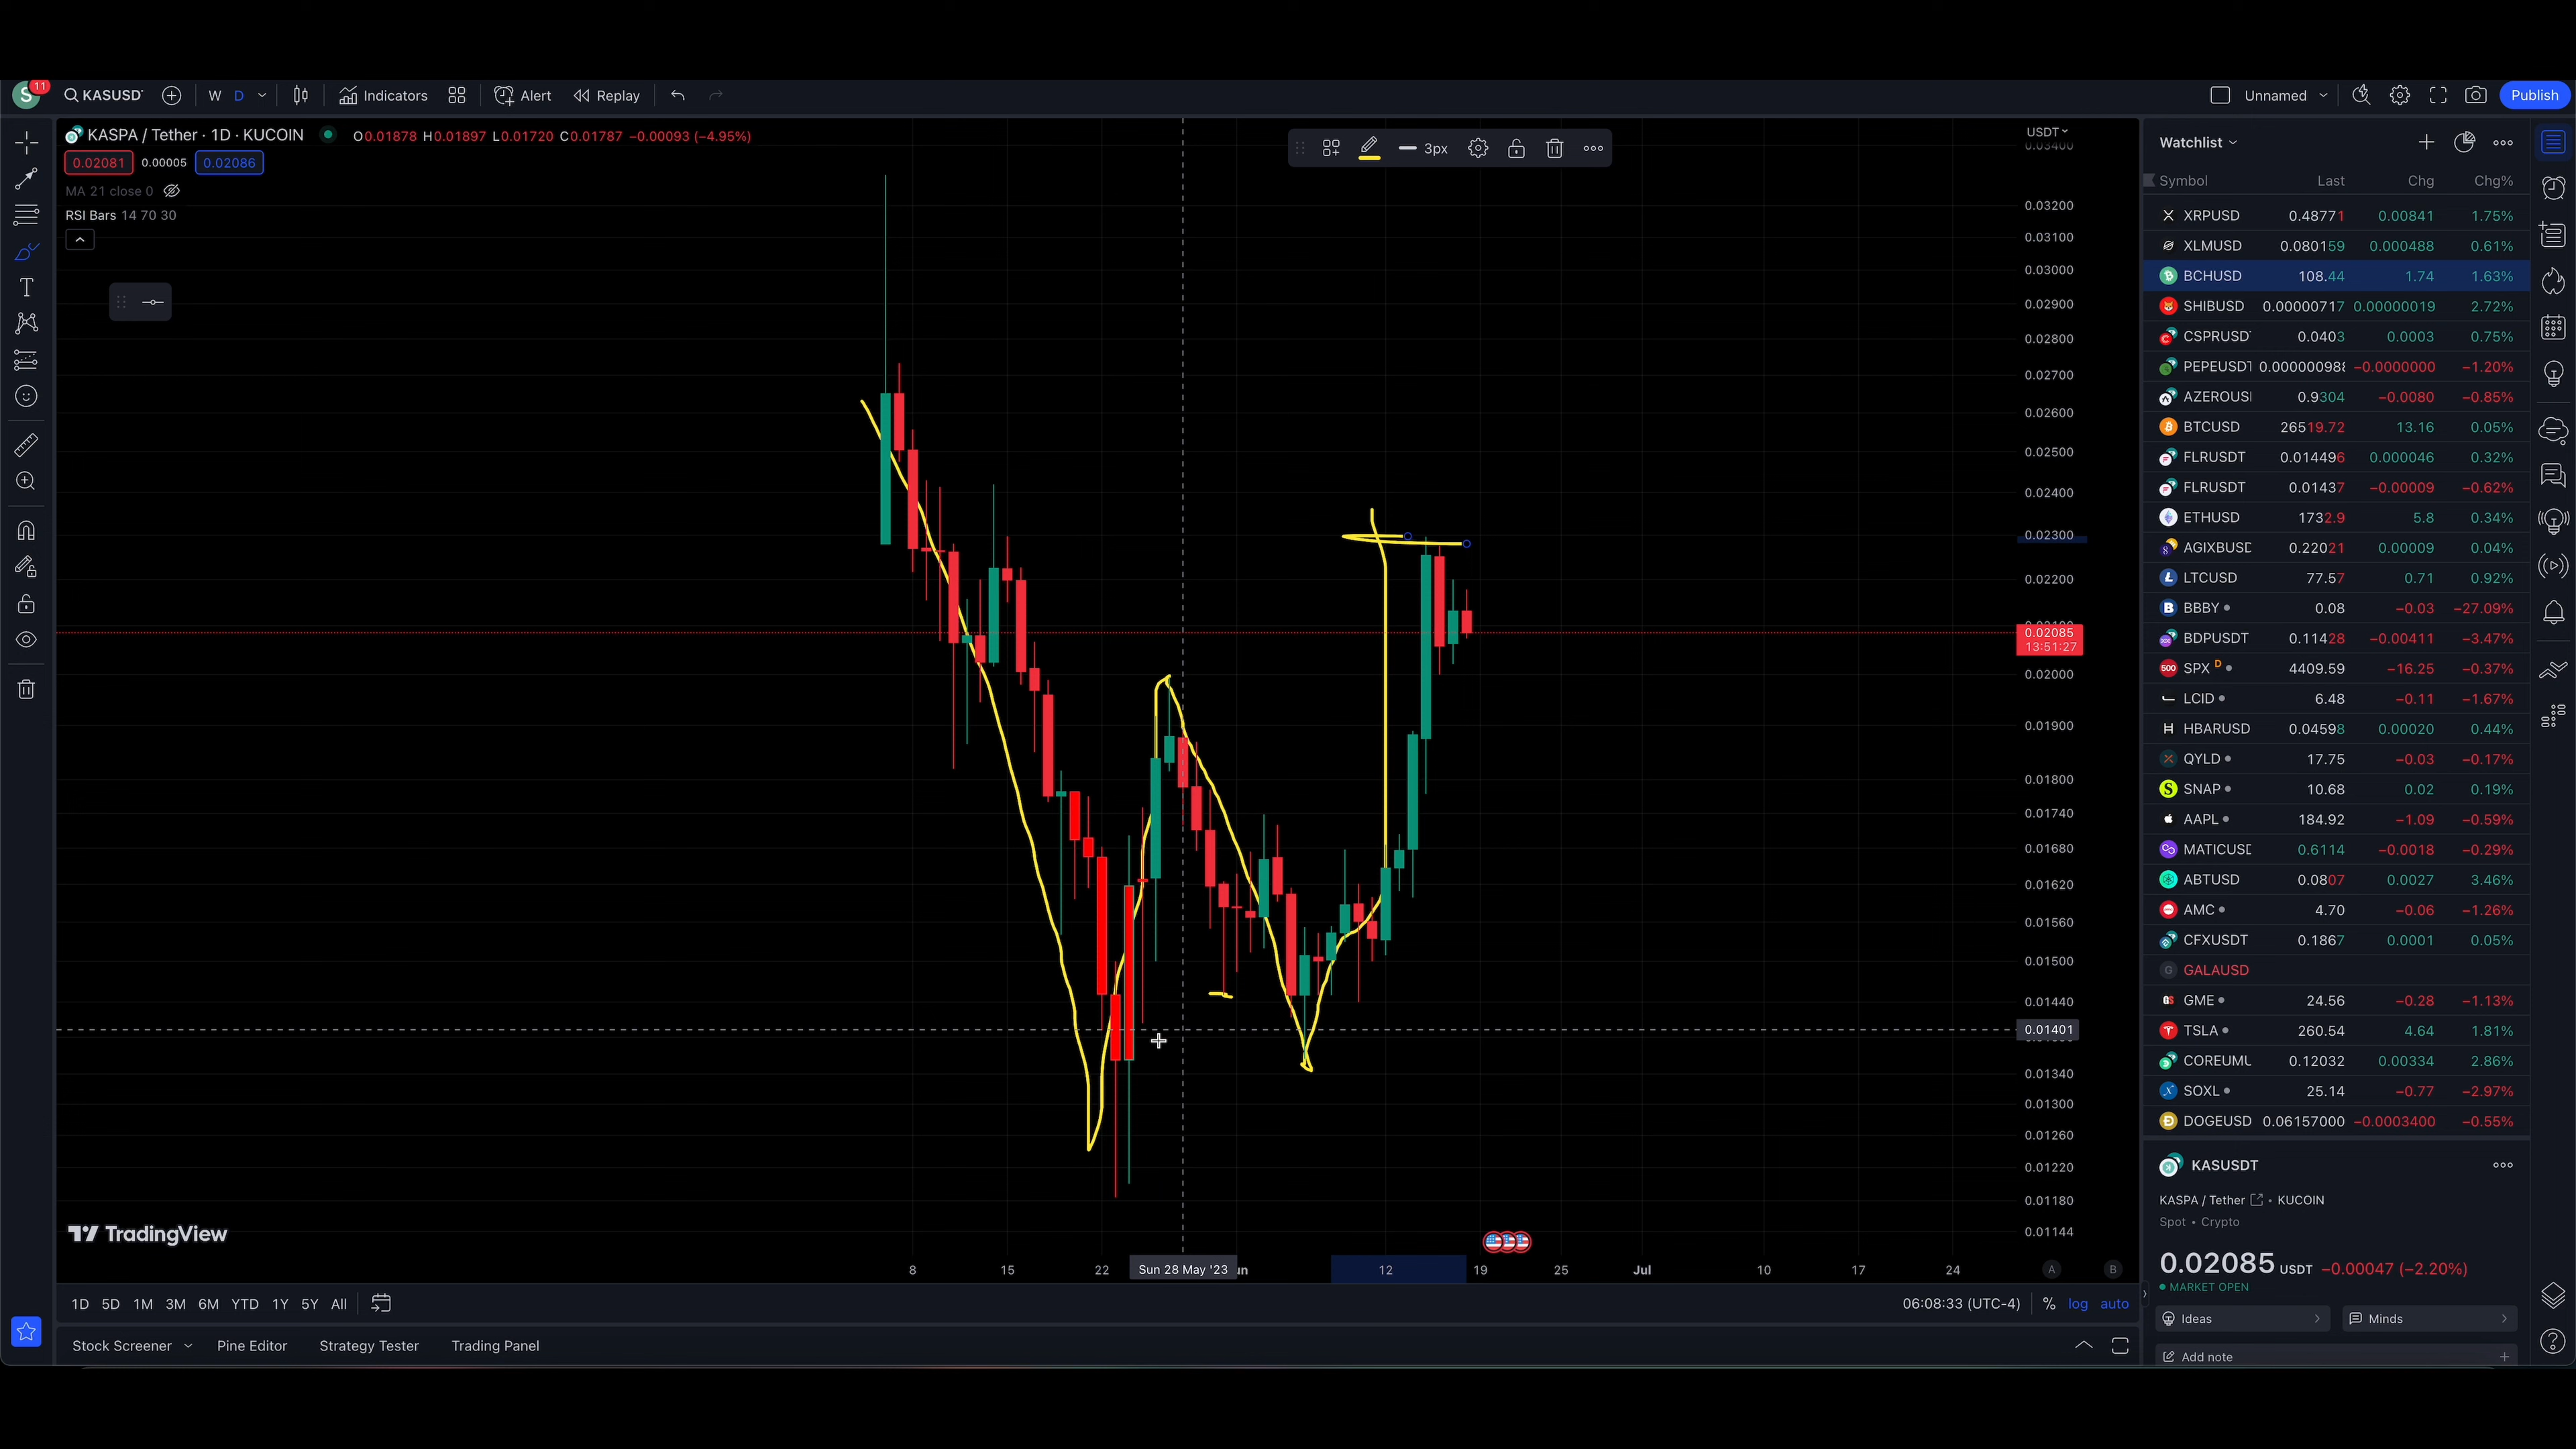 S 11 KASUSDT W D Indicators Alert Replay Unnamed Publish
KASPA / Tether · 1D · KUCOIN O0.01878 H0.01897 L0.01720 C0.01787 −0.00093 (−4.95%)
0.02081 0.00005 0.02086
MA 21 close 0
RSI Bars 14 70 30
3px
USDT
0.03400
0.03200
0.03100
0.03000
0.02900
0.02800
0.02700
0.02600
0.02500
0.02400
0.02300
0.02200
0.02085
13:51:27
0.02000
0.01900
0.01800
0.01740
0.01680
0.01620
0.01560
0.01500
0.01440
0.01401
0.01340
0.01300
0.01260
0.01220
0.01180
0.01144
TradingView
8 15 22 Sun 28 May '23 un 12 19 25 Jul 10 17 24 A B
1D 5D 1M 3M 6M YTD 1Y 5Y All 06:08:33 (UTC-4) % log auto
Stock Screener Pine Editor Strategy Tester Trading Panel
Watchlist
Symbol Last Chg Chg%
XRPUSD 0.48771 0.00841 1.75%
XLMUSD 0.080159 0.000488 0.61%
BCHUSD 108.44 1.74 1.63%
SHIBUSD 0.00000717 0.00000019 2.72%
CSPRUSD 0.0403 0.0003 0.75%
PEPEUSDT 0.000000988 −0.0000000 −1.20%
AZEROUS 0.9304 −0.0080 −0.85%
BTCUSD 26519.72 13.16 0.05%
FLRUSDT 0.014496 0.000046 0.32%
FLRUSDT 0.01437 −0.00009 −0.62%
ETHUSD 1732.9 5.8 0.34%
AGIXBUSD 0.22021 0.00009 0.04%
LTCUSD 77.57 0.71 0.92%
BBBY 0.08 −0.03 −27.09%
BDPUSDT 0.11428 −0.00411 −3.47%
500 SPX D 4409.59 −16.25 −0.37%
LCID 6.48 −0.11 −1.67%
HBARUSD 0.04598 0.00020 0.44%
QYLD 17.75 −0.03 −0.17%
SNAP 10.68 0.02 0.19%
AAPL 184.92 −1.09 −0.59%
MATICUSD 0.6114 −0.0018 −0.29%
ABTUSD 0.0807 0.0027 3.46%
AMC 4.70 −0.06 −1.26%
CFXUSDT 0.1867 0.0001 0.05%
G GALAUSD
GME 24.56 −0.28 −1.13%
TSLA 260.54 4.64 1.81%
COREUMU 0.12032 0.00334 2.86%
SOXL 25.14 −0.77 −2.97%
DOGEUSD 0.06157000 −0.0003400 −0.55%
KASUSDT
KASPA / Tether • KUCOIN
Spot • Crypto
0.02085 USDT −0.00047 (−2.20%)
MARKET OPEN
Ideas Minds
Add note